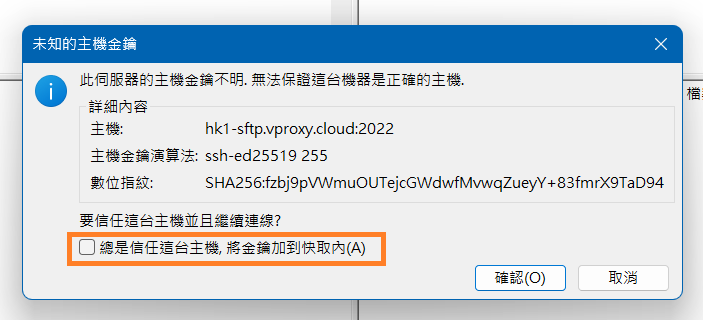 未知的主機金鑰
此伺服器的主機金鑰不明. 無法保證這台機器是正確的主機.
詳細內容
主機: hk1-sftp.vproxy.cloud:2022
主機金鑰演算法: ssh-ed25519 255
數位指紋: SHA256:fzbj9pVWmuOUTejcGWdwfMvwqZueyY+83fmrX9TaD94
要信任這台主機並且繼續連線?
總是信任這台主機, 將金鑰加到快取內(A)
確認(O) 取消